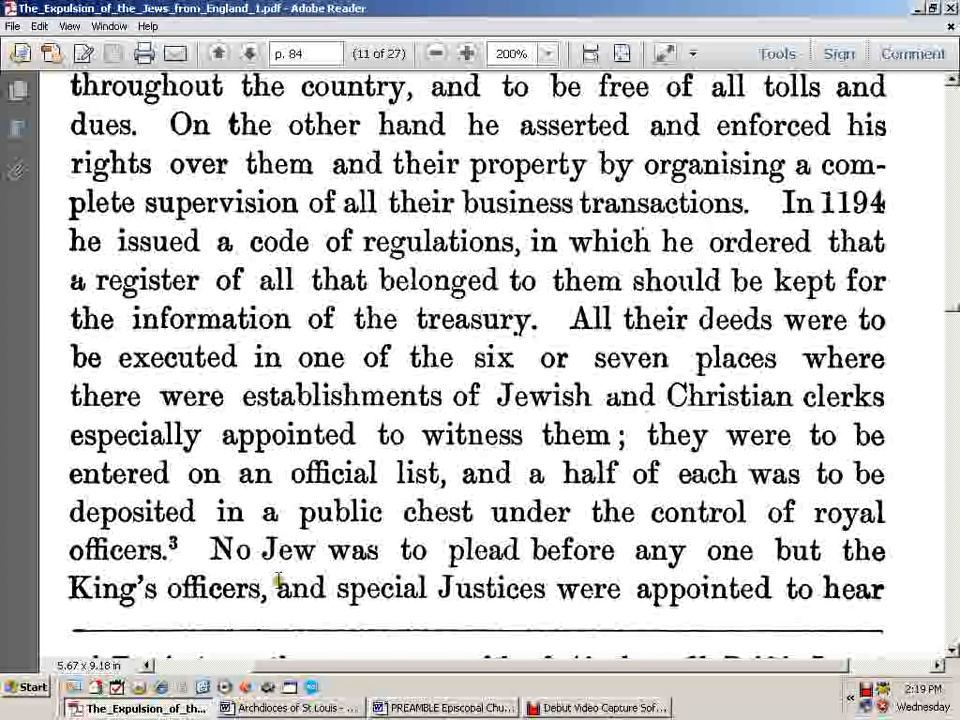 The_Expulsion_of_the_Jews_from_England_1.pdf - Adobe Reader
File Edit View Window Help
p. 84 (11 of 27) 200% Tools Sign Comment
throughout the country, and to be free of all tolls and
dues. On the other hand he asserted and enforced his
rights over them and their property by organising a com-
plete supervision of all their business transactions. In 1194
he issued a code of regulations, in which he ordered that
a register of all that belonged to them should be kept for
the information of the treasury. All their deeds were to
be executed in one of the six or seven places where
there were establishments of Jewish and Christian clerks
especially appointed to witness them; they were to be
entered on an official list, and a half of each was to be
deposited in a public chest under the control of royal
officers.³ No Jew was to plead before any one but the
King's officers, and special Justices were appointed to hear
5.67 x 9.18 in
Start 2:19 PM
The_Expulsion_of_th... Archdioces of St Louis - ... PREAMBLE Episcopal Chu... Debut Video Capture Sof... Wednesday